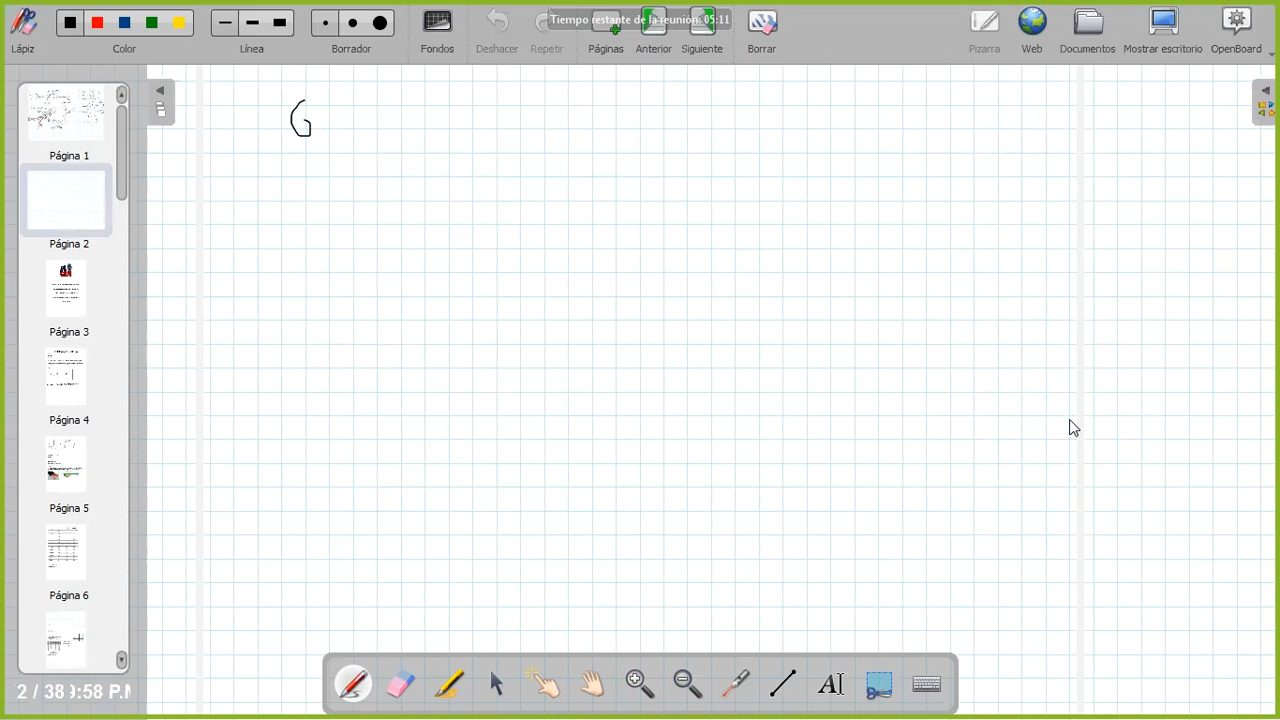 Tiempo restante de la reunión: 05:11
Lápiz Color Línea Borrador Fondos Deshacer Repetir Páginas Anterior Siguiente Borrar Pizarra Web Documentos Mostrar escritorio OpenBoard
G
Página 1
Página 2
Página 3
Página 4
Página 5
Página 6
2 / 38 9:58 P.M
A